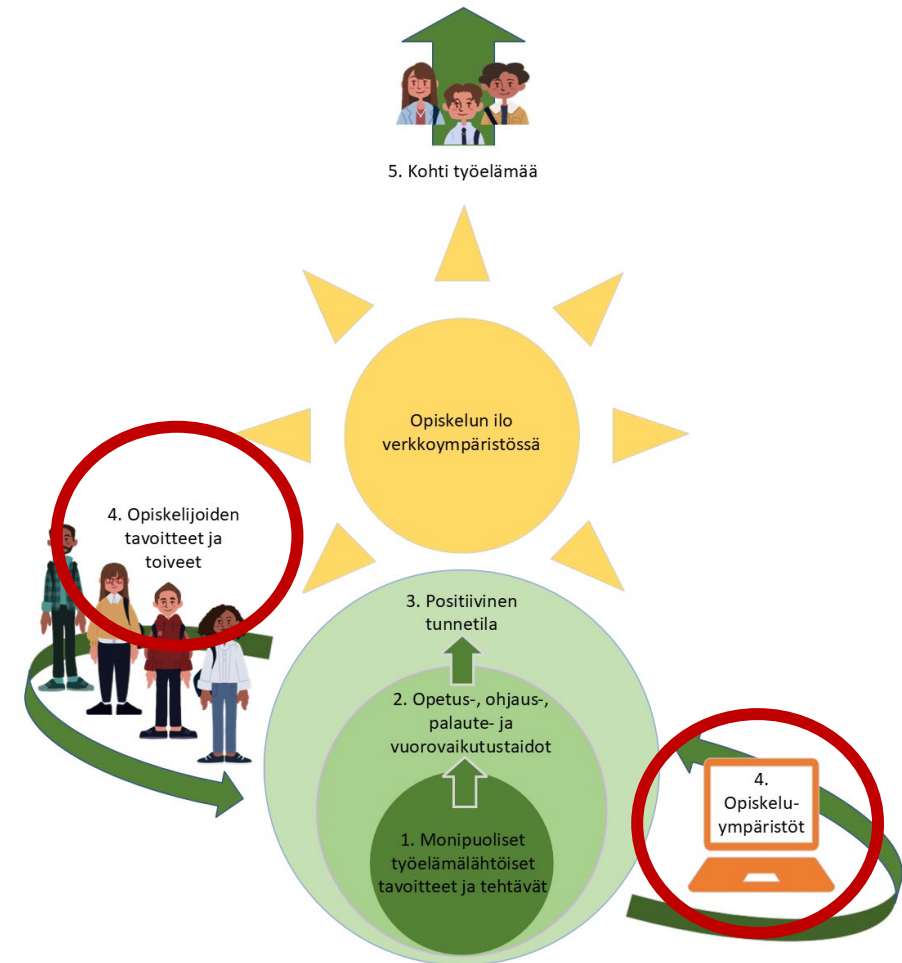 5. Kohti työelämää
Opiskelun ilo
verkkoympäristössä
4. Opiskelijoiden
tavoitteet ja
toiveet
3. Positiivinen
tunnetila
2. Opetus-, ohjaus-,
palaute- ja
vuorovaikutustaidot
4.
Opiskelu-
ympäristöt
1. Monipuoliset
työelämälähtöiset
tavoitteet ja tehtävät